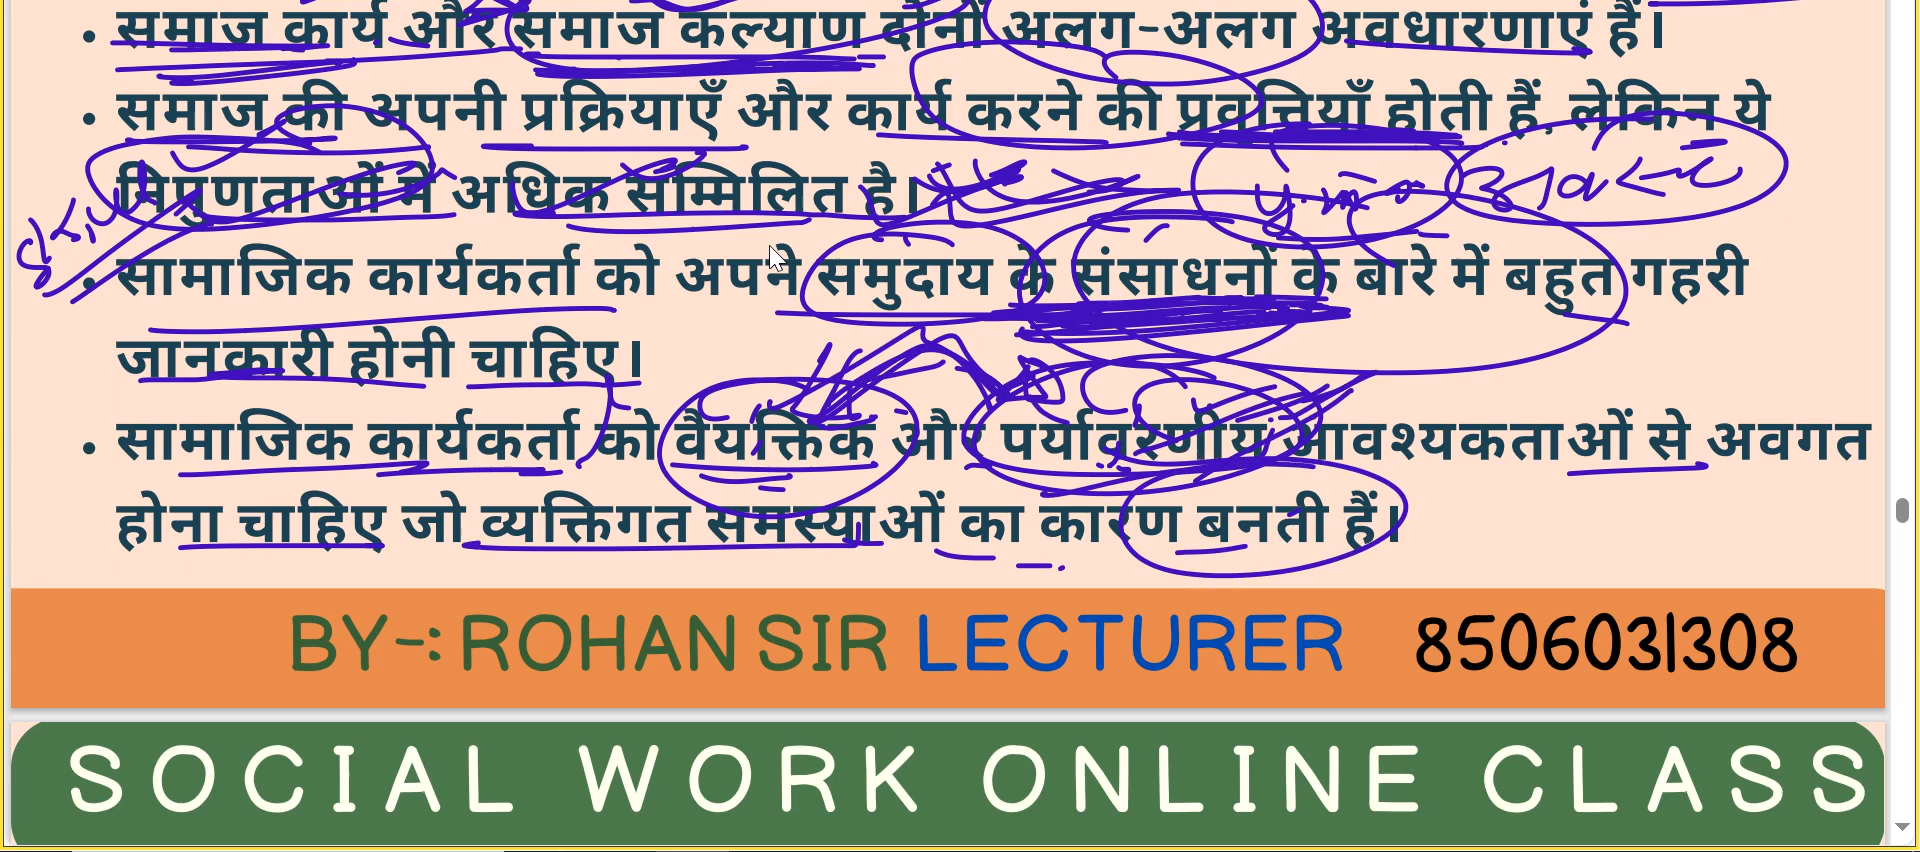 • समाज कार्य और समाज कल्याण दोनों अलग-अलग अवधारणाएं हैं।
• समाज की अपनी प्रक्रियाएँ और कार्य करने की प्रवृत्तियाँ होती हैं, लेकिन ये
निपुणताओं में अधिक सम्मिलित है।
• सामाजिक कार्यकर्ता को अपने समुदाय के संसाधनों के बारे में बहुत गहरी
जानकारी होनी चाहिए।
• सामाजिक कार्यकर्ता को वैयक्तिक और पर्यावरणीय आवश्यकताओं से अवगत
होना चाहिए जो व्यक्तिगत समस्याओं का कारण बनती हैं।
BY-: ROHAN SIR LECTURER 8506031308
SOCIAL WORK ONLINE CLASS